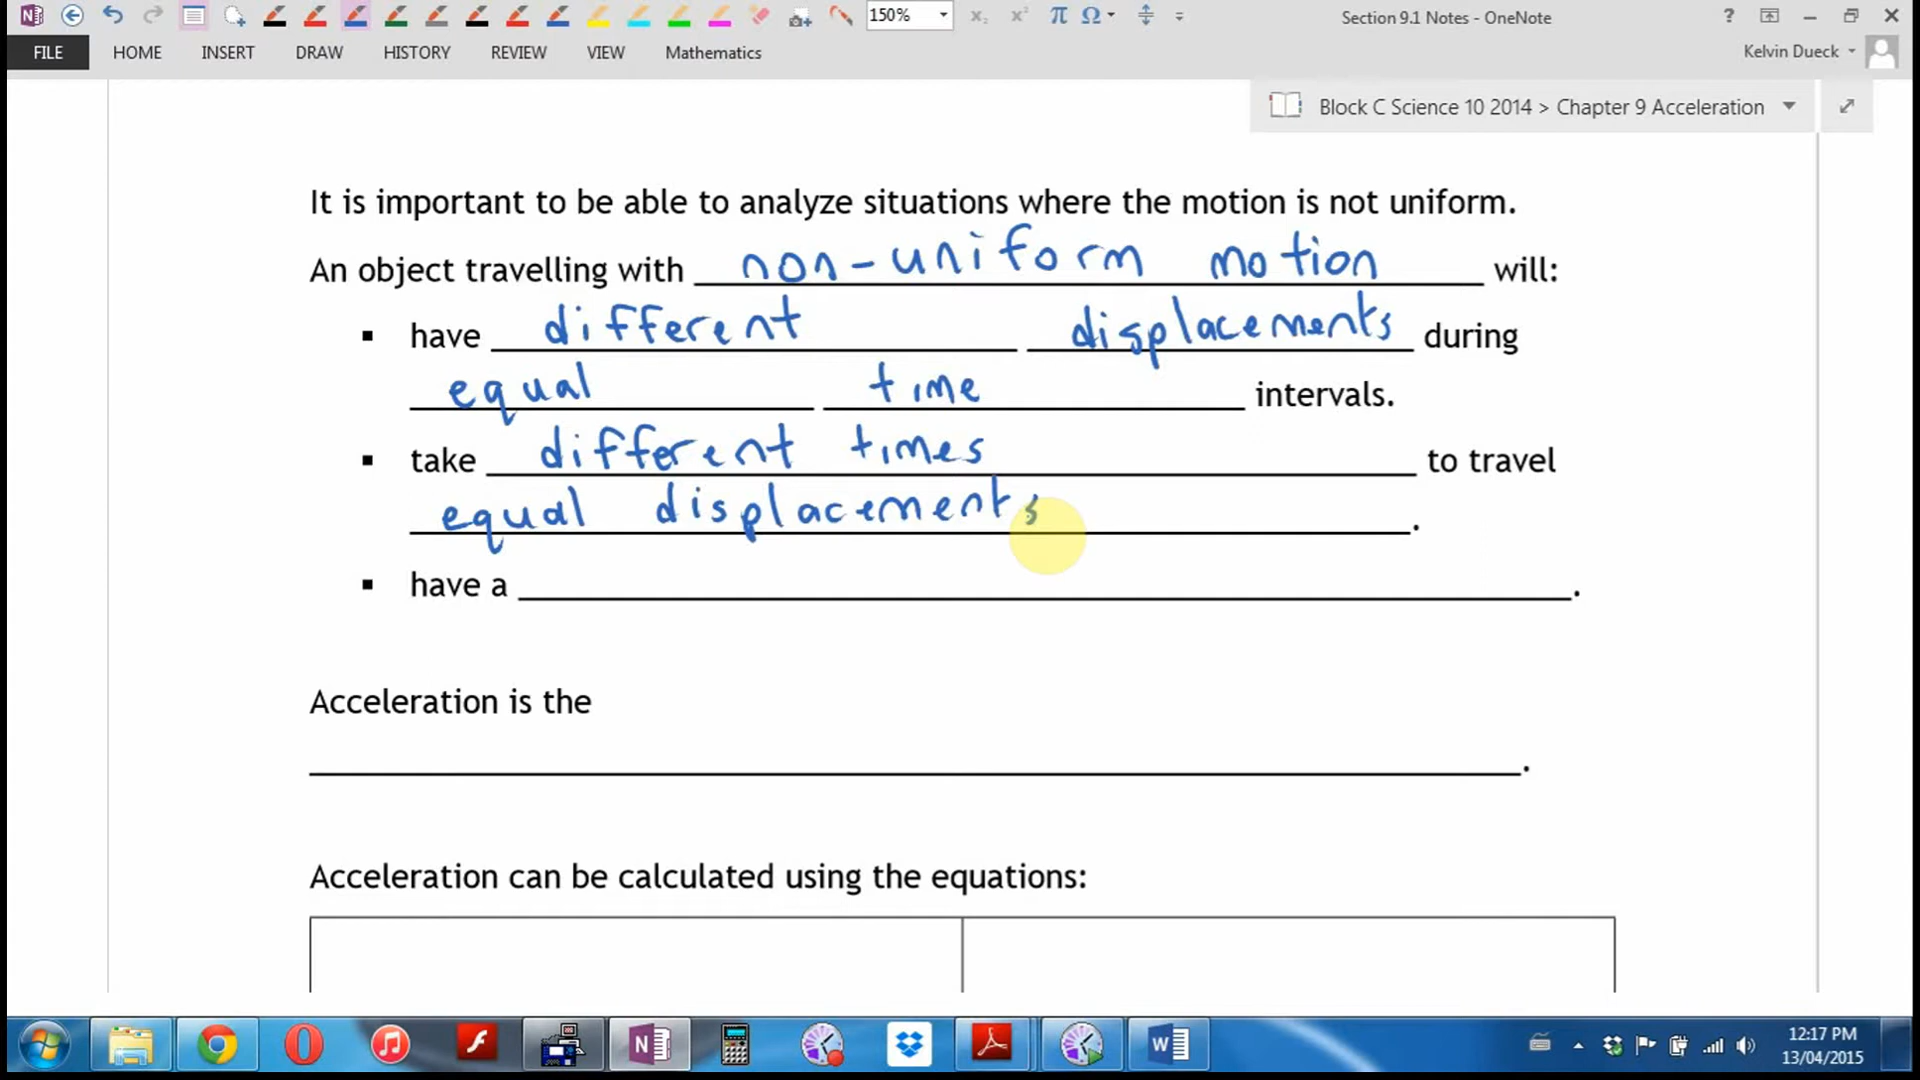 150%
Section 9.1 Notes - OneNote
FILE HOME INSERT DRAW HISTORY REVIEW VIEW Mathematics
Kelvin Dueck
Block C Science 10 2014 > Chapter 9 Acceleration
It is important to be able to analyze situations where the motion is not uniform.
An object travelling with non-uniform motion will:
▪ have different displacements during
equal time intervals.
▪ take different times to travel
equal displacements.
▪ have a ______.
Acceleration is the
______.
Acceleration can be calculated using the equations:
12:17 PM
13/04/2015